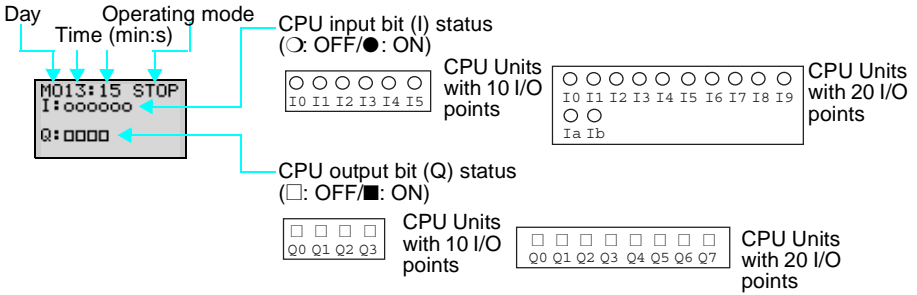 Day
Operating mode
Time (min:s)
MO13:15 STOP
I:oooooo
Q:□□□□
CPU input bit (I) status
(❍: OFF/●: ON)
I0 I1 I2 I3 I4 I5
CPU Units
with 10 I/O
points
I0 I1 I2 I3 I4 I5 I6 I7 I8 I9
Ia Ib
CPU Units
with 20 I/O
points
CPU output bit (Q) status
(□: OFF/■: ON)
Q0 Q1 Q2 Q3
CPU Units
with 10 I/O
points
Q0 Q1 Q2 Q3 Q4 Q5 Q6 Q7
CPU Units
with 20 I/O
points